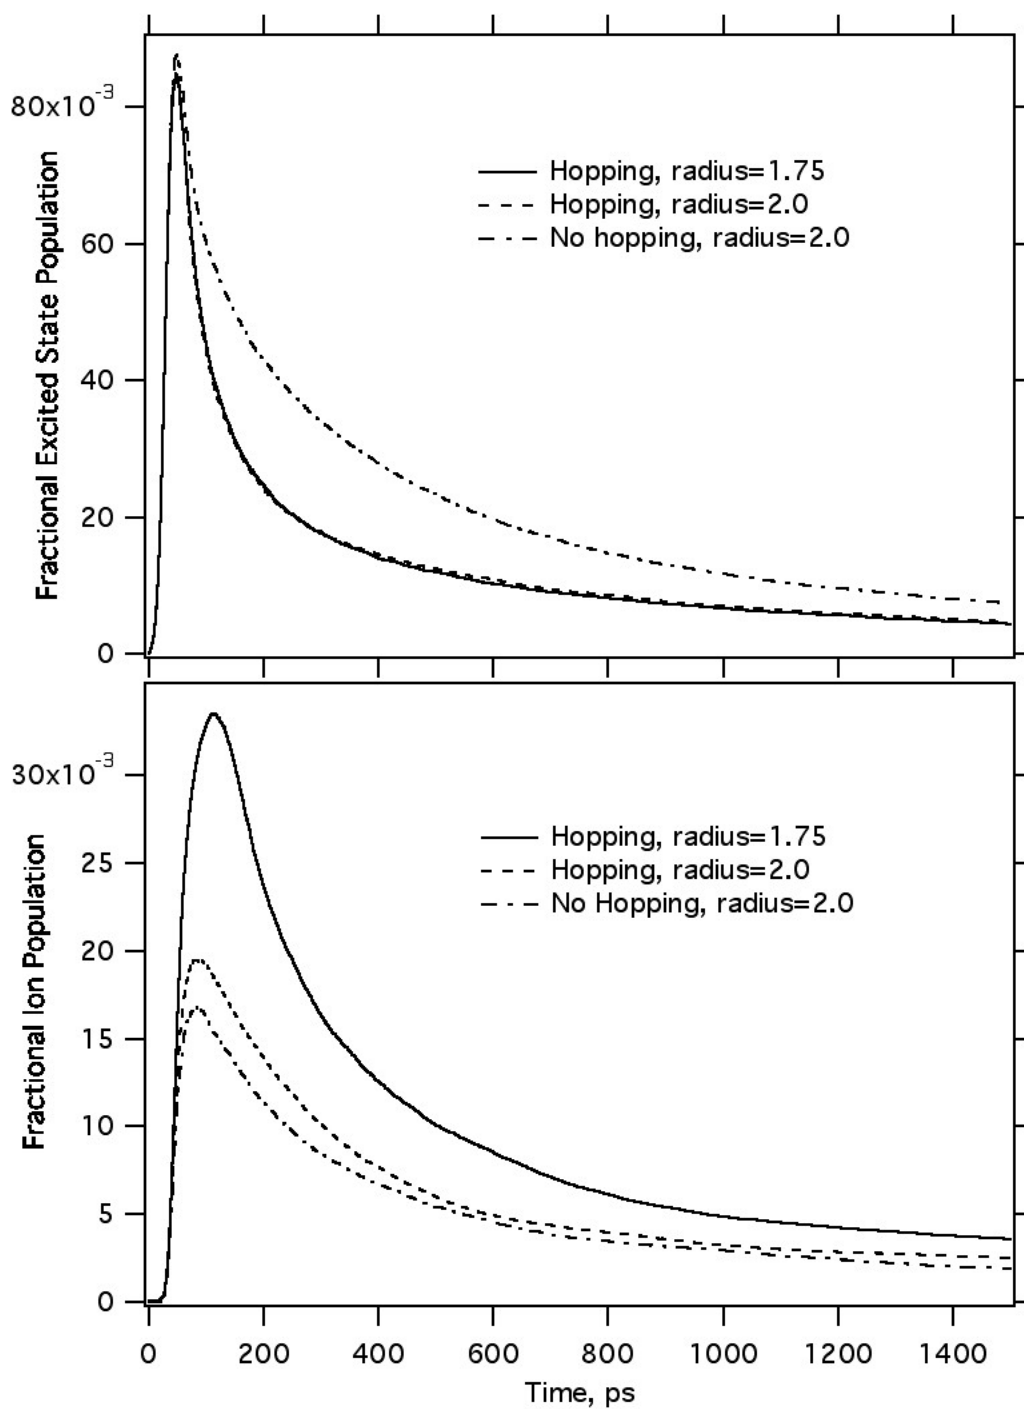 80x10-3
60
40
20
0
Fractional Excited State Population
Hopping, radius=1.75
Hopping, radius=2.0
No hopping, radius=2.0
30x10-3
25
20
15
10
5
0
Fractional Ion Population
Hopping, radius=1.75
Hopping, radius=2.0
No Hopping, radius=2.0
0 200 400 600 800 1000 1200 1400
Time, ps